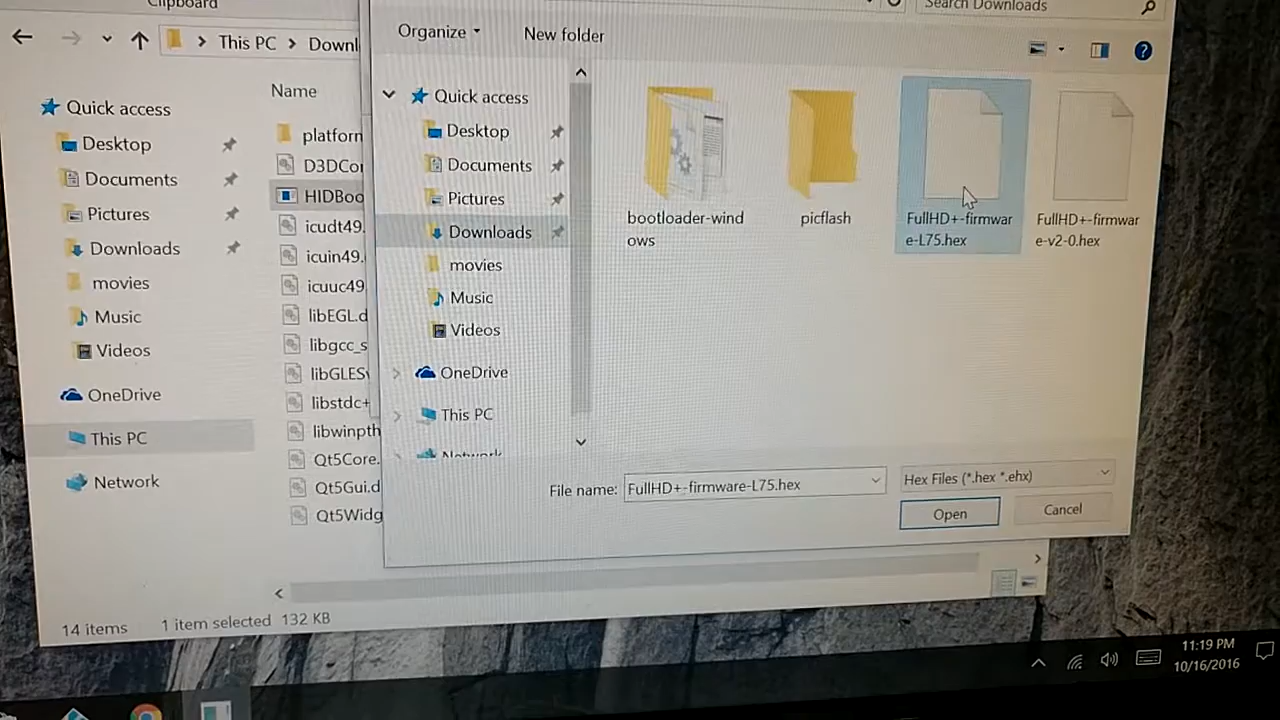 Clipboard
This PC > Downl
Name
Quick access
Desktop
Documents
Pictures
Downloads
movies
Music
Videos
OneDrive
This PC
Network
platforn
D3DCo
HIDBoo
icudt49.
icuin49.
icuuc49
libEGL.d
libgcc_s
libGLESv
libstdc+
libwinpth
Qt5Core.
Qt5Gui.d
Qt5Widg
14 items 1 item selected 132 KB
Search Downloads
Organize New folder
Quick access
Desktop
Documents
Pictures
Downloads
movies
Music
Videos
OneDrive
This PC
Network
bootloader-wind
ows
picflash
FullHD+-firmwar
e-L75.hex
FullHD+-firmwar
e-v2-0.hex
File name: FullHD+-firmware-L75.hex
Hex Files (*.hex *.ehx)
Open Cancel
11:19 PM
10/16/2016